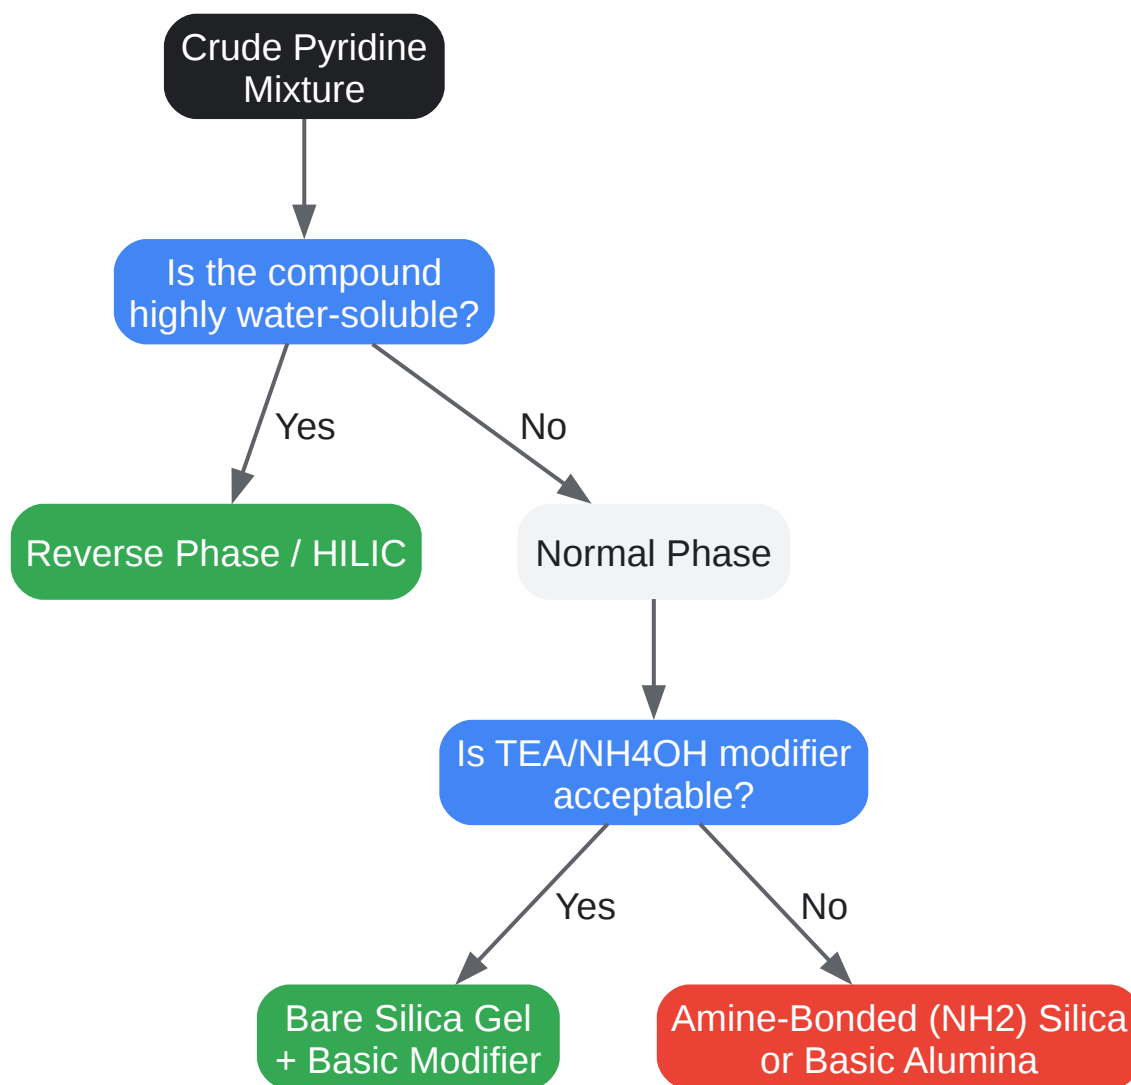 Crude Pyridine
Mixture
Is the compound
highly water-soluble?
Yes
No
Reverse Phase / HILIC
Normal Phase
Is TEA/NH4OH modifier
acceptable?
Yes
No
Bare Silica Gel
+ Basic Modifier
Amine-Bonded (NH2) Silica
or Basic Alumina